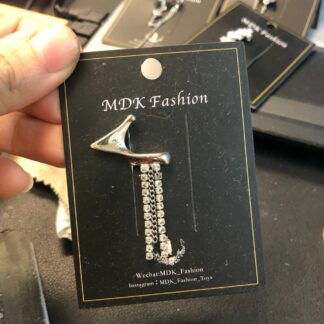 MDK Fashion
Wechat:MDK_Fashion
Instagram : MDK_Fashion_Toys